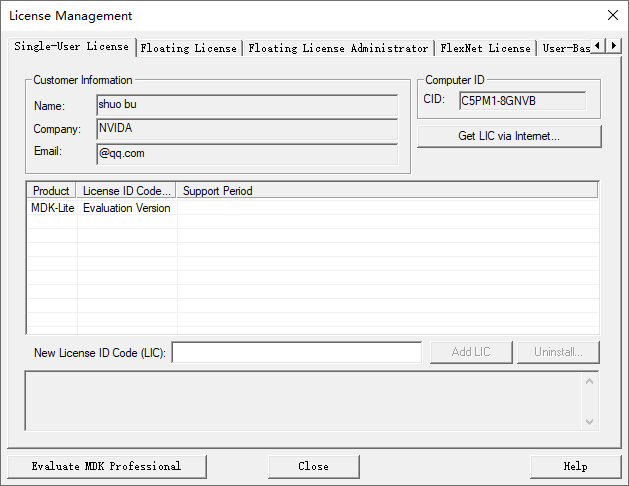 License Management
Single-User License Floating License Floating License Administrator FlexNet License User-Bas
Customer Information
Name: shuo bu
Company: NVIDA
Email: @qq.com
Computer ID
CID: C5PM1-8GNVB
Get LIC via Internet...
Product License ID Code... Support Period
MDK-Lite Evaluation Version
New License ID Code (LIC): Add LIC Uninstall...
Evaluate MDK Professional Close Help